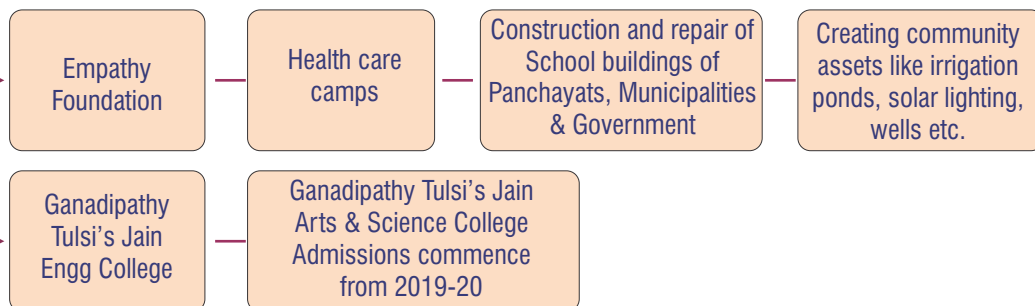 Empathy
Foundation
Health care
camps
Construction and repair of
School buildings of
Panchayats, Municipalities
& Government
Creating community
assets like irrigation
ponds, solar lighting,
wells etc.
Ganadipathy
Tulsi’s Jain
Engg College
Ganadipathy Tulsi’s Jain
Arts & Science College
Admissions commence
from 2019-20